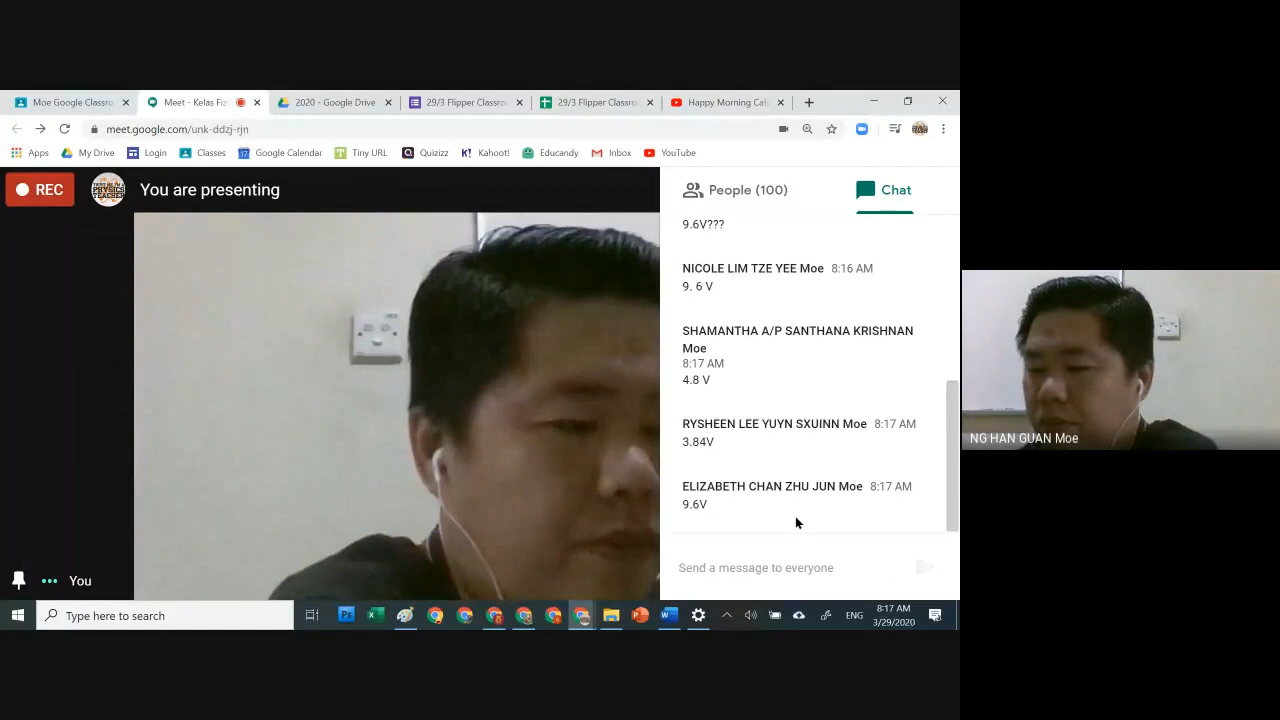 Moe Google Classro
Meet - Kelas Fiz
2020 - Google Drive
29/3 Flipper Classroo
29/3 Flipper Classro
Happy Morning Caf
meet.google.com/unk-ddzj-rjn
Apps
My Drive
Login
Classes
Google Calendar
Tiny URL
Quizizz
Kahoot!
Educandy
Inbox
YouTube
REC
You are presenting
People (100)
Chat
9.6V???
NICOLE LIM TZE YEE Moe 8:16 AM
9. 6 V
SHAMANTHA A/P SANTHANA KRISHNAN
Moe
8:17 AM
4.8 V
RYSHEEN LEE YUYN SXUINN Moe 8:17 AM
3.84V
ELIZABETH CHAN ZHU JUN Moe 8:17 AM
9.6V
Send a message to everyone
You
NG HAN GUAN Moe
Type here to search
ENG
8:17 AM
3/29/2020